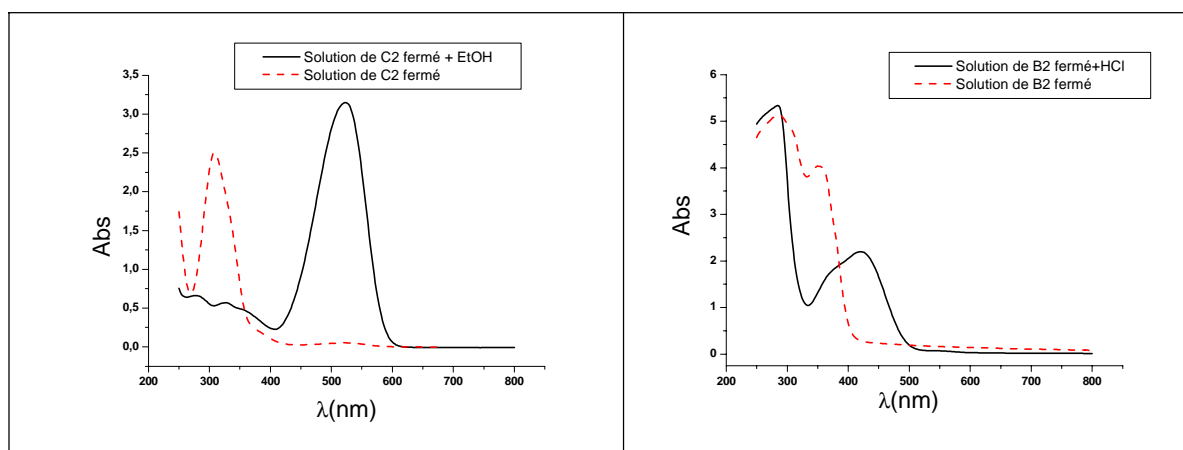 Solution de C2 fermé + EtOH
Solution de C2 fermé
3,5
3,0
2,5
2,0
1,5
1,0
0,5
0,0
Abs
200 300 400 500 600 700 800
λ(nm)
Solution de B2 fermé+HCl
Solution de B2 fermé
6
5
4
3
2
1
0
Abs
200 300 400 500 600 700 800
λ(nm)